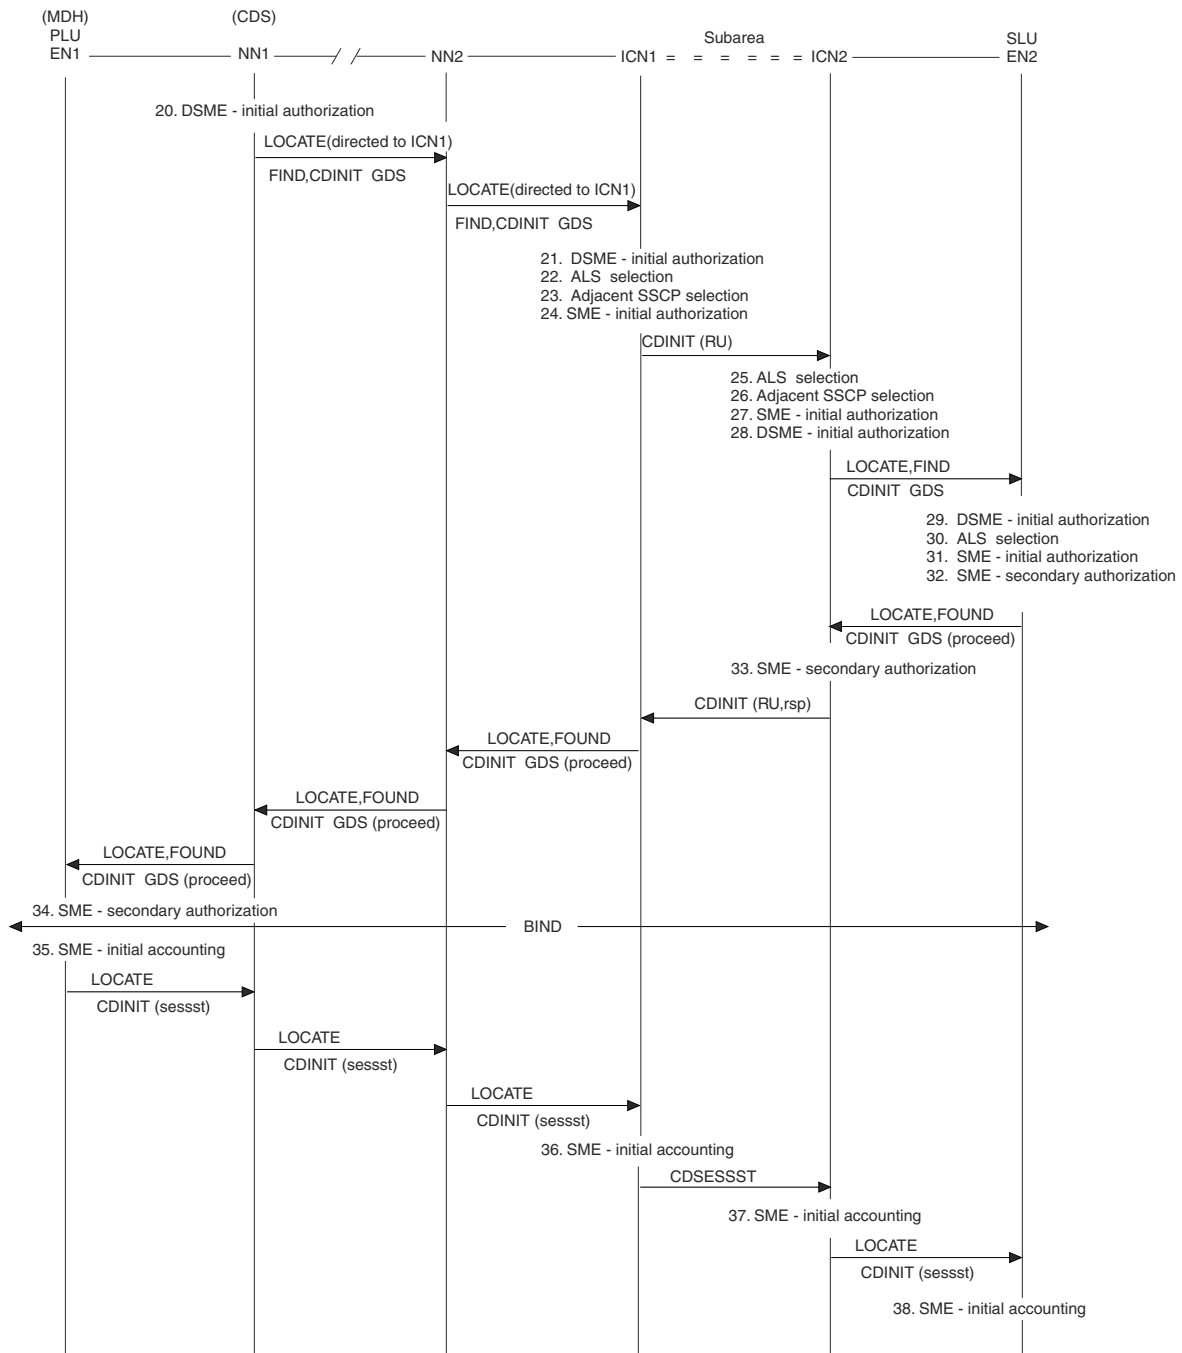 (MDH)
(CDS)
PLU
Subarea
SLU
EN1
NN1
NN2
ICN1 = = = = = = ICN2
EN2
20. DSME - initial authorization
LOCATE(directed to ICN1)
FIND,CDINIT GDS
LOCATE(directed to ICN1)
FIND,CDINIT GDS
21. DSME - initial authorization
22. ALS selection
23. Adjacent SSCP selection
24. SME - initial authorization
CDINIT (RU)
25. ALS selection
26. Adjacent SSCP selection
27. SME - initial authorization
28. DSME - initial authorization
LOCATE,FIND
CDINIT GDS
29. DSME - initial authorization
30. ALS selection
31. SME - initial authorization
32. SME - secondary authorization
LOCATE,FOUND
CDINIT GDS (proceed)
33. SME - secondary authorization
CDINIT (RU,rsp)
LOCATE,FOUND
CDINIT GDS (proceed)
LOCATE,FOUND
CDINIT GDS (proceed)
LOCATE,FOUND
CDINIT GDS (proceed)
34. SME - secondary authorization
BIND
35. SME - initial accounting
LOCATE
CDINIT (sessst)
LOCATE
CDINIT (sessst)
LOCATE
CDINIT (sessst)
36. SME - initial accounting
CDSESSST
37. SME - initial accounting
LOCATE
CDINIT (sessst)
38. SME - initial accounting